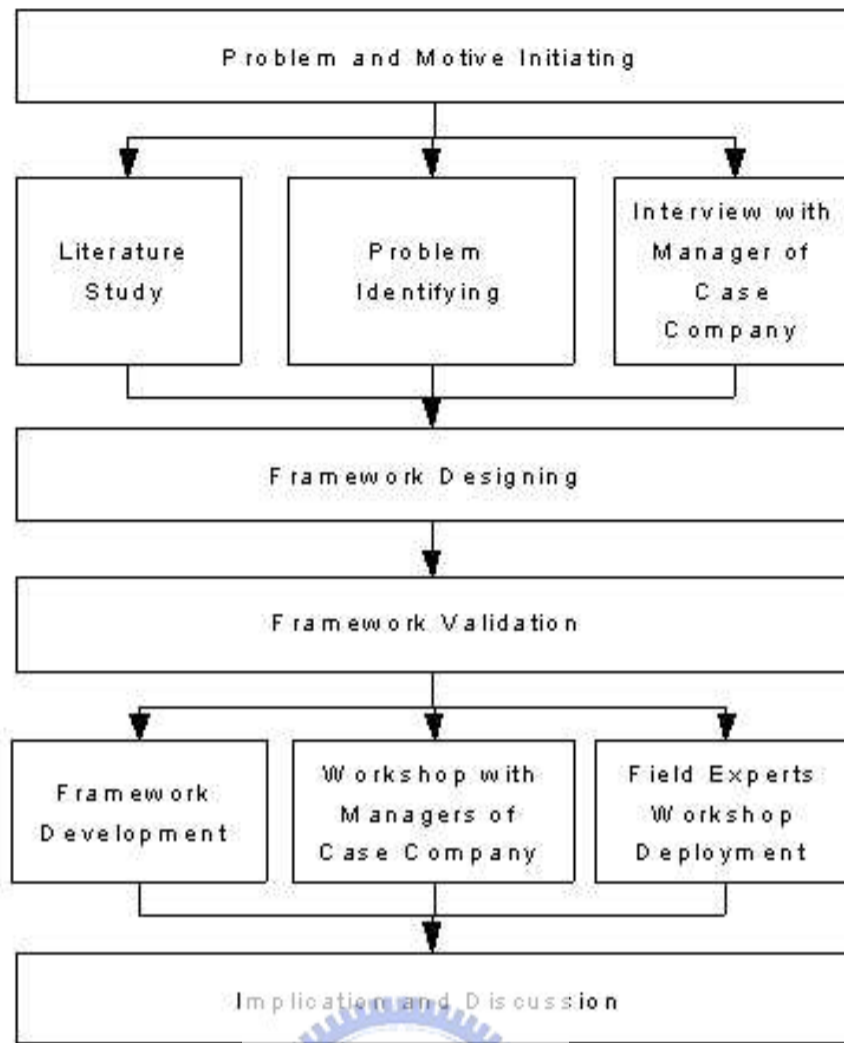 Problem and Motive Initiating
Literature
Study
Problem
Identifying
Interview with
Manager of
Case
Company
Framework Designing
Framework Validation
Framework
Development
Workshop with
Managers of
Case Company
Field Experts
Workshop
Deployment
Implication and Discussion